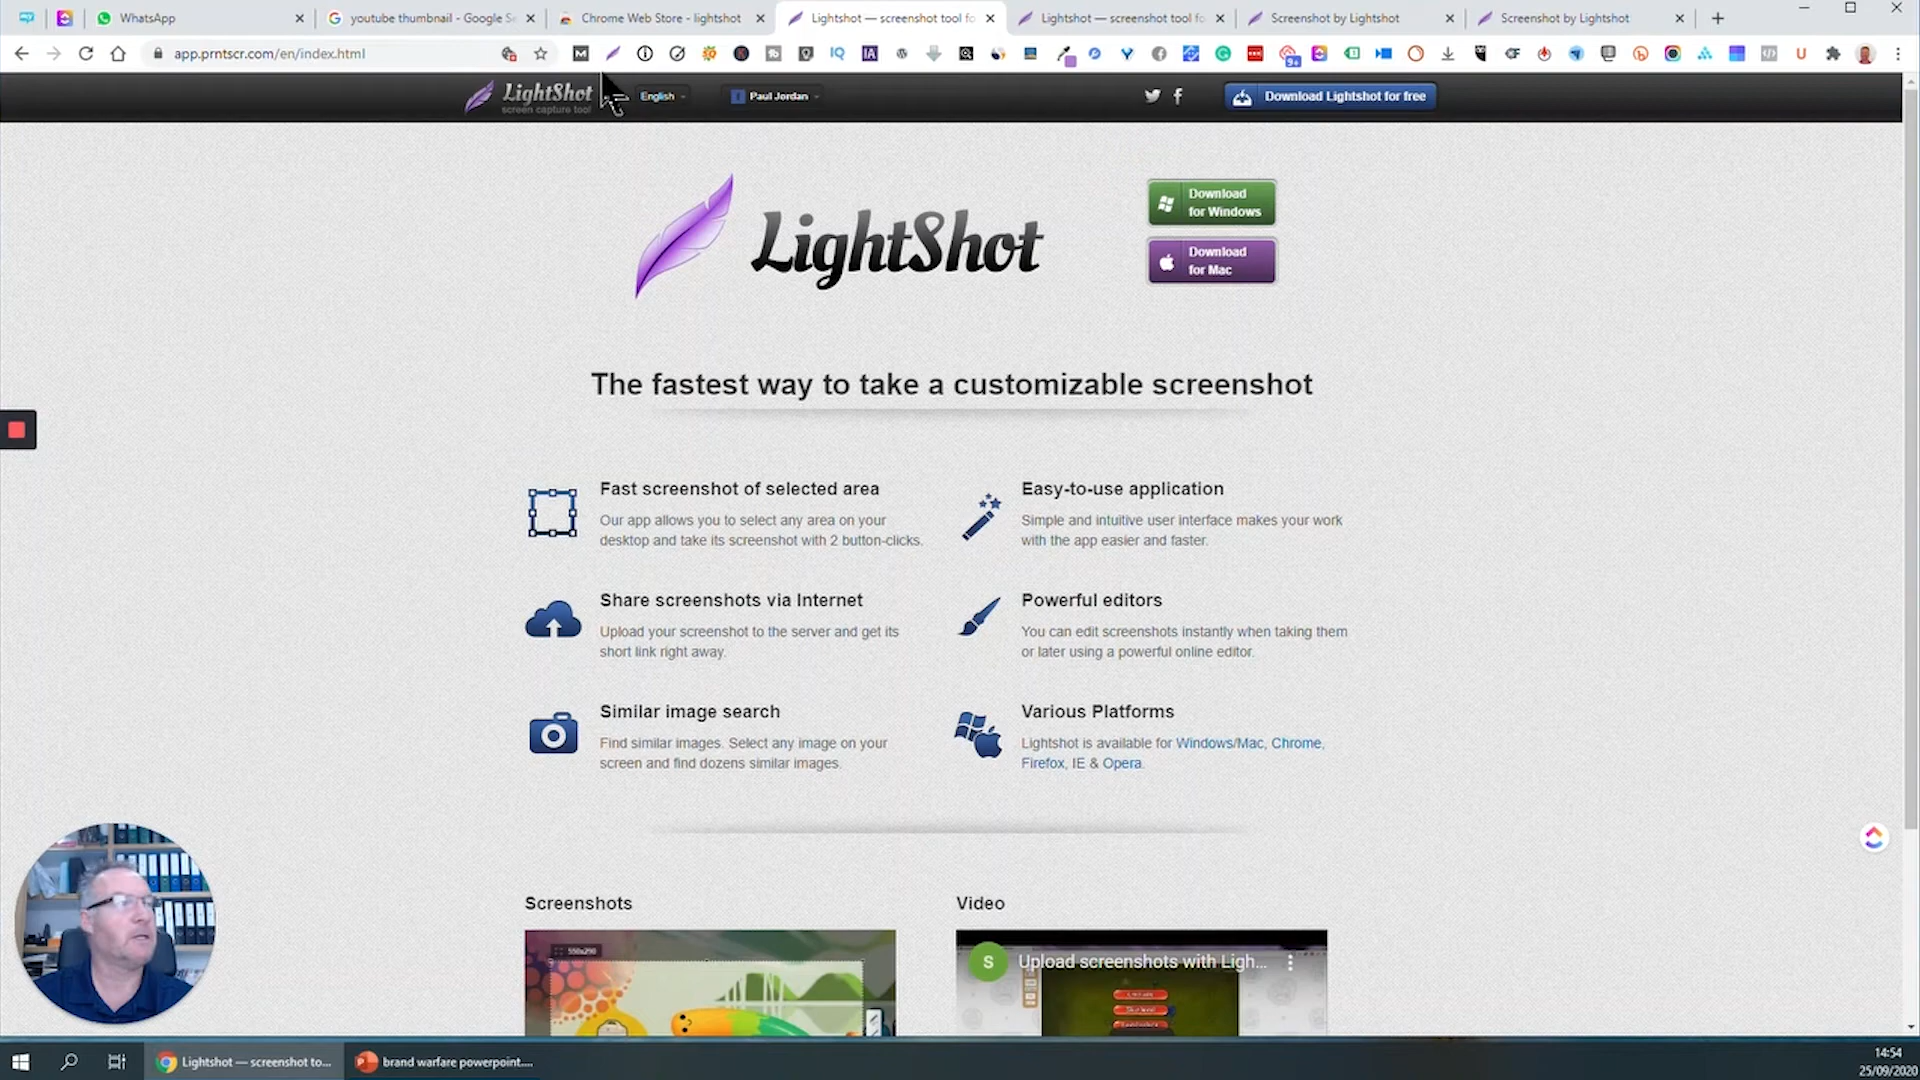 WhatsApp
youtube thumbnail - Google Se
Chrome Web Store - lightshot
Lightshot — screenshot tool fo
Lightshot — screenshot tool fo
Screenshot by Lightshot
Screenshot by Lightshot
app.prntscr.com/en/index.html
LightShot
screen capture tool
English
Paul Jordan
Download Lightshot for free
LightShot
Download
for Windows
Download
for Mac
The fastest way to take a customizable screenshot
Fast screenshot of selected area
Our app allows you to select any area on your
desktop and take its screenshot with 2 button-clicks.
Easy-to-use application
Simple and intuitive user interface makes your work
with the app easier and faster.
Share screenshots via Internet
Upload your screenshot to the server and get its
short link right away.
Powerful editors
You can edit screenshots instantly when taking them
or later using a powerful online editor.
Similar image search
Find similar images. Select any image on your
screen and find dozens similar images.
Various Platforms
Lightshot is available for Windows/Mac, Chrome,
Firefox, IE & Opera.
Screenshots
Video
550x290
S
Upload screenshots with Ligh...
Lightshot — screenshot to...
brand warfare powerpoint....
14:54
25/09/2020